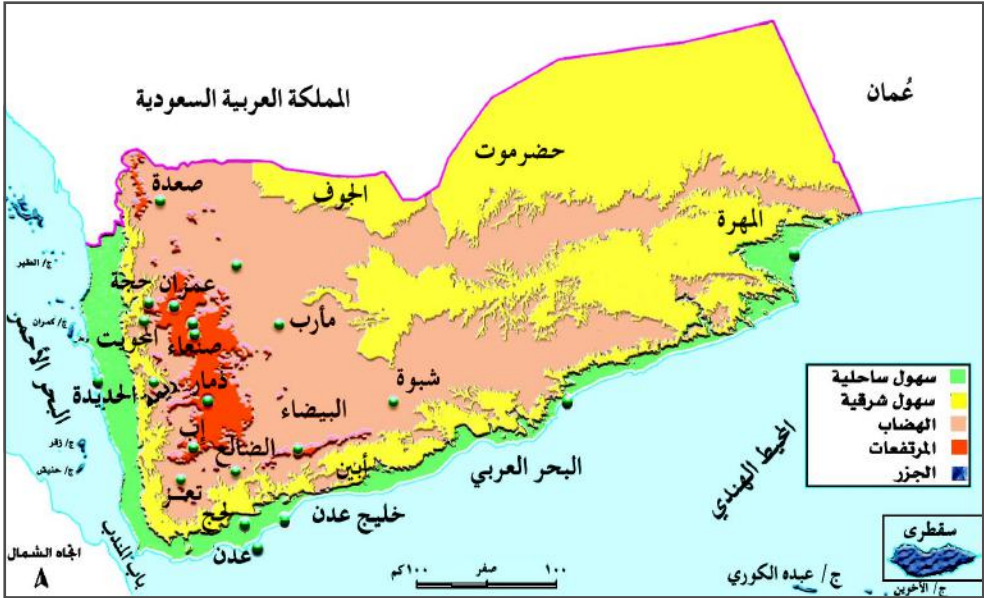 المملكة العربية السعودية
عُمان
حضرموت
صعدة
الجوف
المهرة
ج/ الطير
حجة
عمران
مأرب
ج/ كمران
المحويت
صنعاء
البحر الأحمر
الحديدة
ذمار
شبوة
البيضاء
إب
الضالع
ج/ زقر
ج/ حنيش
أبين
البحر العربي
المحيط الهندي
تعز
لحج
خليج عدن
عدن
باب المندب
سهول ساحلية
سهول شرقية
الهضاب
المرتفعات
الجزر
سقطرى
اتجاه الشمال
١٠٠كم صفر ١٠٠
ج/ عبده الكوري
ج/ الأخوين